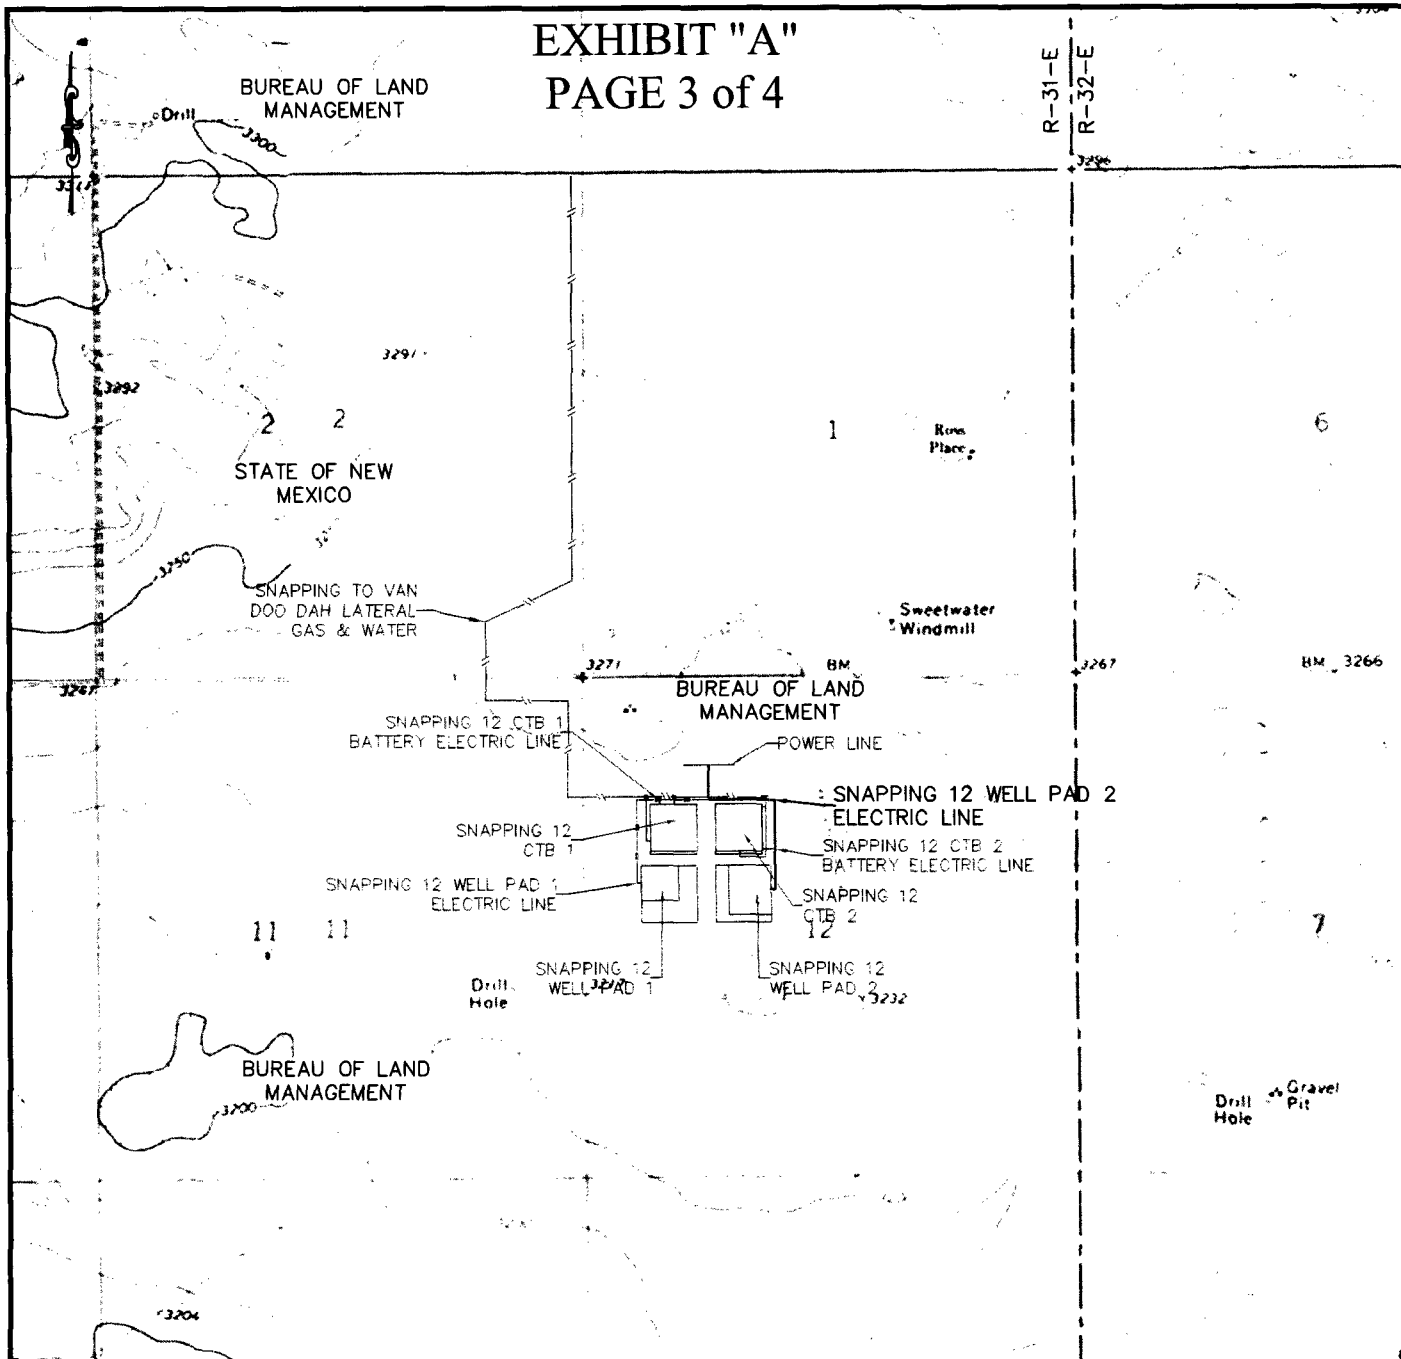 EXHIBIT "A"
PAGE 3 of 4
R-31-E
R-32-E
BUREAU OF LAND
MANAGEMENT
Drill
3300
3296
3292
3291
2
2
1
6
Ross
Place
STATE OF NEW
MEXICO
3250
SNAPPING TO VAN
DOO DAH LATERAL
GAS & WATER
Sweetwater
Windmill
3271
BM
3267
BM 3266
3267
BUREAU OF LAND
MANAGEMENT
SNAPPING 12 CTB 1
BATTERY ELECTRIC LINE
POWER LINE
SNAPPING 12 WELL PAD 2
ELECTRIC LINE
SNAPPING 12
CTB 1
SNAPPING 12 CTB 2
BATTERY ELECTRIC LINE
SNAPPING 12 WELL PAD 1
ELECTRIC LINE
SNAPPING 12
CTB 2
11
11
12
7
SNAPPING 12
WELL PAD 1
SNAPPING 12
WELL PAD 2
Drill
Hole
3232
BUREAU OF LAND
MANAGEMENT
3200
Drill
Hole
Gravel
Pit
3204